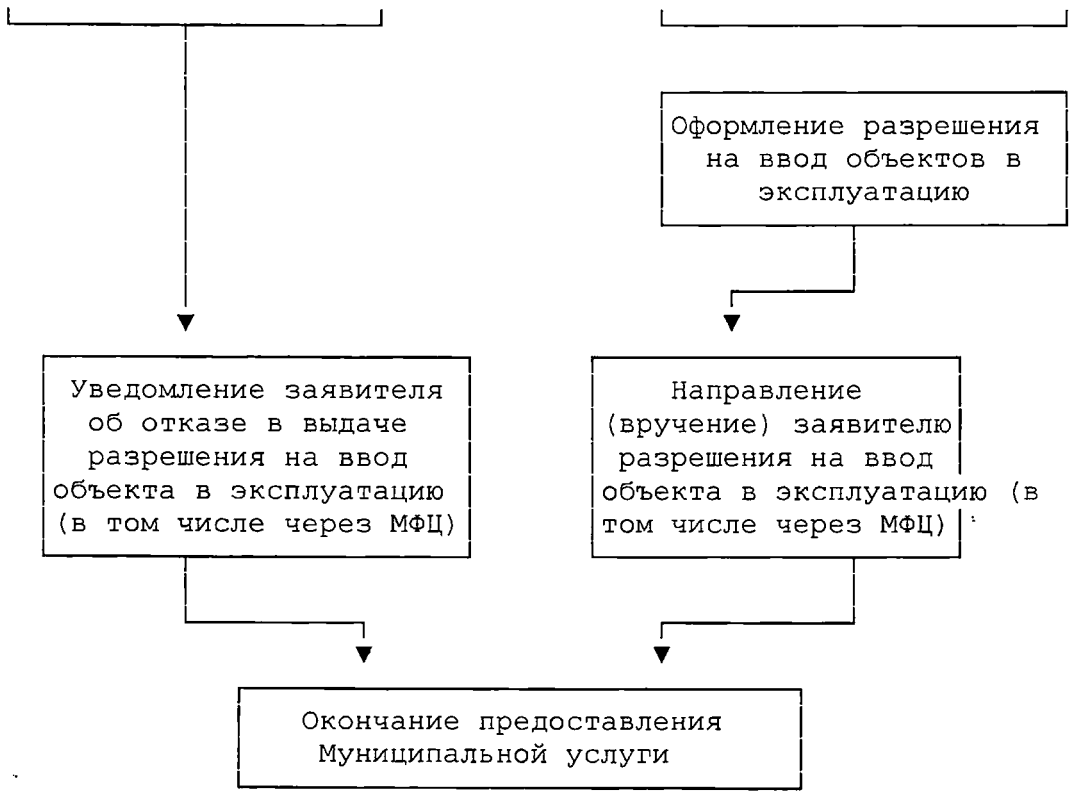 Оформление разрешения
на ввод объектов в
эксплуатацию
Уведомление заявителя
об отказе в выдаче
разрешения на ввод
объекта в эксплуатацию
(в том числе через МФЦ)
Направление
(вручение) заявителю
разрешения на ввод
объекта в эксплуатацию (в
том числе через МФЦ)
Окончание предоставления
Муниципальной услуги